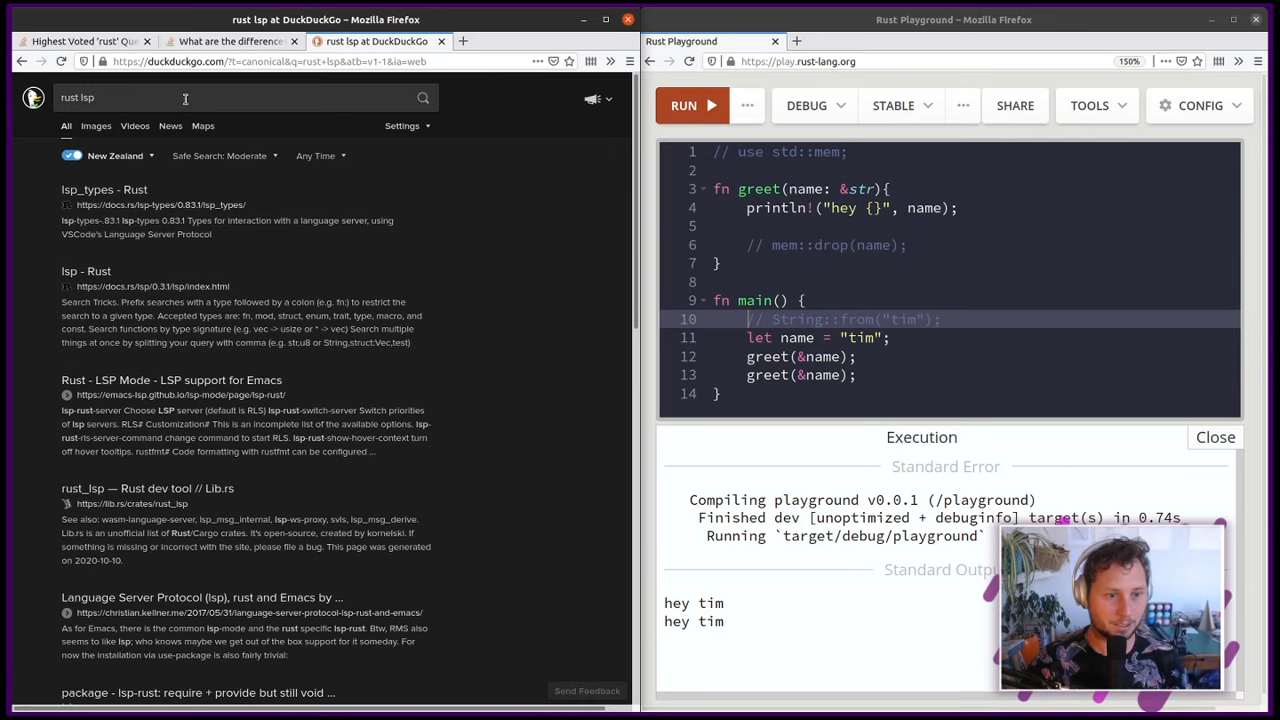 rust lsp at DuckDuckGo – Mozilla Firefox
Highest Voted 'rust' Que
What are the difference
rust lsp at DuckDuckGo
https://duckduckgo.com/?t=canonical&q=rust+lsp&atb=v1-1&ia=web
rust lsp
All Images Videos News Maps Settings
New Zealand Safe Search: Moderate Any Time
lsp_types - Rust
https://docs.rs/lsp-types/0.83.1/lsp_types/
lsp-types-.83.1 lsp-types 0.83.1 Types for interaction with a language server, using
VSCode's Language Server Protocol
lsp - Rust
https://docs.rs/lsp/0.3.1/lsp/index.html
Search Tricks. Prefix searches with a type followed by a colon (e.g. fn:) to restrict the
search to a given type. Accepted types are: fn, mod, struct, enum, trait, type, macro, and
const. Search functions by type signature (e.g. vec -> usize or * -> vec) Search multiple
things at once by splitting your query with comma (e.g. str,u8 or String,struct:Vec,test)
Rust - LSP Mode - LSP support for Emacs
https://emacs-lsp.github.io/lsp-mode/page/lsp-rust/
lsp-rust-server Choose LSP server (default is RLS) lsp-rust-switch-server Switch priorities
of lsp servers. RLS# Customization# This is an incomplete list of the available options. lsp-
rust-rls-server-command change command to start RLS. lsp-rust-show-hover-context turn
off hover tooltips. rustfmt# Code formatting with rustfmt can be configured ...
rust_lsp — Rust dev tool // Lib.rs
https://lib.rs/crates/rust_lsp
See also: wasm-language-server, lsp_msg_internal, lsp-ws-proxy, svls, lsp_msg_derive.
Lib.rs is an unofficial list of Rust/Cargo crates. It's open-source, created by kornelski. If
something is missing or incorrect with the site, please file a bug. This page was generated
on 2020-10-10.
Language Server Protocol (lsp), rust and Emacs by ...
https://christian.kellner.me/2017/05/31/language-server-protocol-lsp-rust-and-emacs/
As for Emacs, there is the common lsp-mode and the rust specific lsp-rust. Btw, RMS also
seems to like lsp; who knows maybe we get out of the box support for it someday. For
now the installation via use-package is also fairly trivial:
package - lsp-rust: require + provide but still void ...
Send Feedback
Rust Playground – Mozilla Firefox
Rust Playground
https://play.rust-lang.org 150%
RUN DEBUG STABLE SHARE TOOLS CONFIG
1 // use std::mem;
2
3 fn greet(name: &str){
4 println!("hey {}", name);
5
6 // mem::drop(name);
7 }
8
9 fn main() {
10 // String::from("tim");
11 let name = "tim";
12 greet(&name);
13 greet(&name);
14 }
Execution Close
Standard Error
Compiling playground v0.0.1 (/playground)
Finished dev [unoptimized + debuginfo] target(s) in 0.74s
Running `target/debug/playground`
Standard Outp
hey tim
hey tim